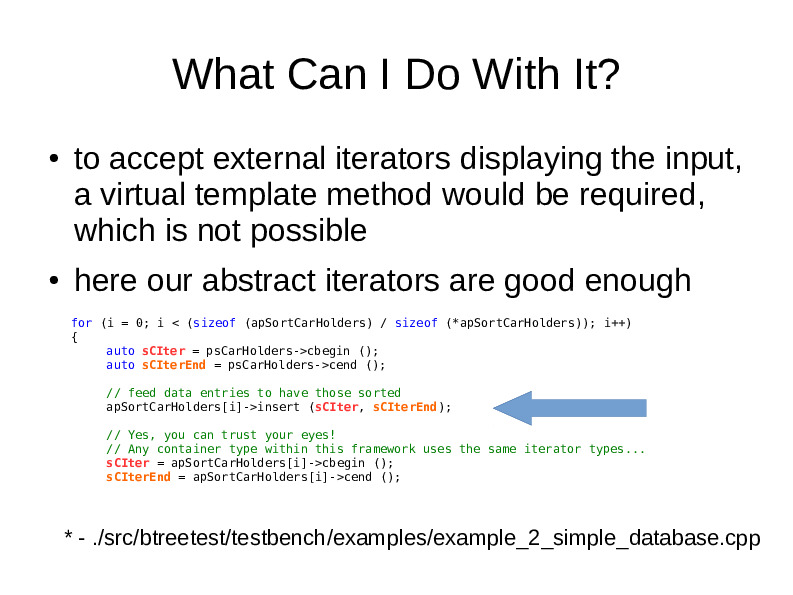 What Can I Do With It?
• to accept external iterators displaying the input,
a virtual template method would be required,
which is not possible
• here our abstract iterators are good enough
for (i = 0; i < (sizeof (apSortCarHolders) / sizeof (*apSortCarHolders)); i++)
{
auto sCIter = psCarHolders->cbegin ();
auto sCIterEnd = psCarHolders->cend ();
// feed data entries to have those sorted
apSortCarHolders[i]->insert (sCIter, sCIterEnd);
// Yes, you can trust your eyes!
// Any container type within this framework uses the same iterator types...
sCIter = apSortCarHolders[i]->cbegin ();
sCIterEnd = apSortCarHolders[i]->cend ();
* - ./src/btreetest/testbench/examples/example_2_simple_database.cpp